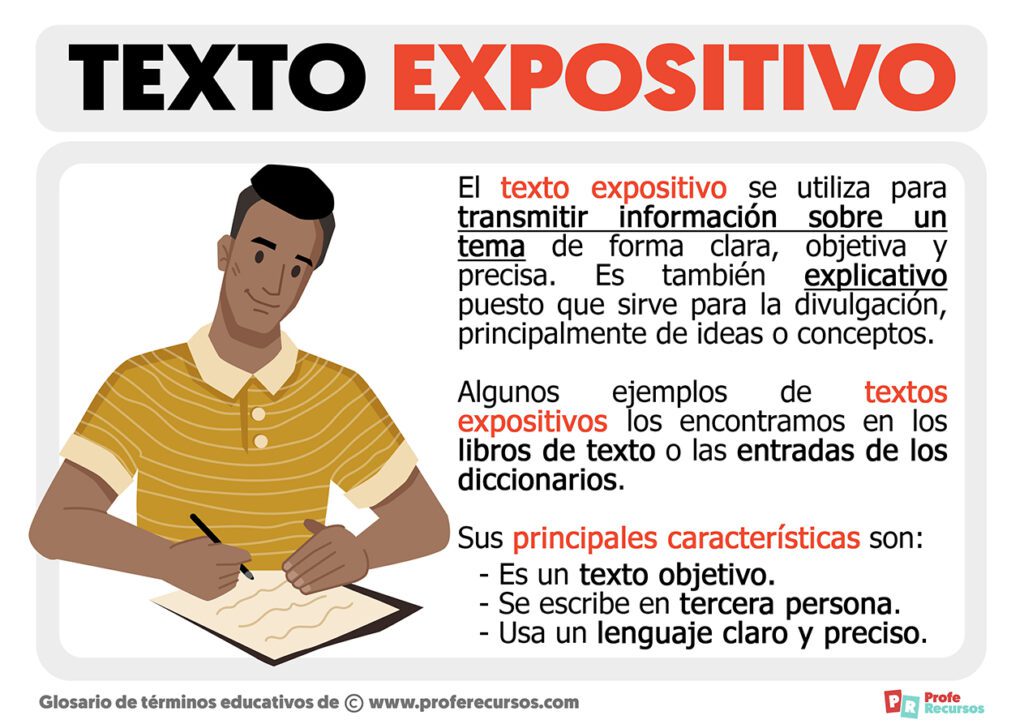 TEXTO EXPOSITIVO
El texto expositivo se utiliza para
transmitir información sobre un
tema de forma clara, objetiva y
precisa. Es también explicativo
puesto que sirve para la divulgación,
principalmente de ideas o conceptos.
Algunos ejemplos de textos
expositivos los encontramos en los
libros de texto o las entradas de los
diccionarios.
Sus principales características son:
- Es un texto objetivo.
- Se escribe en tercera persona.
- Usa un lenguaje claro y preciso.
Glosario de términos educativos de © www.proferecursos.com
PR Profe
Recursos